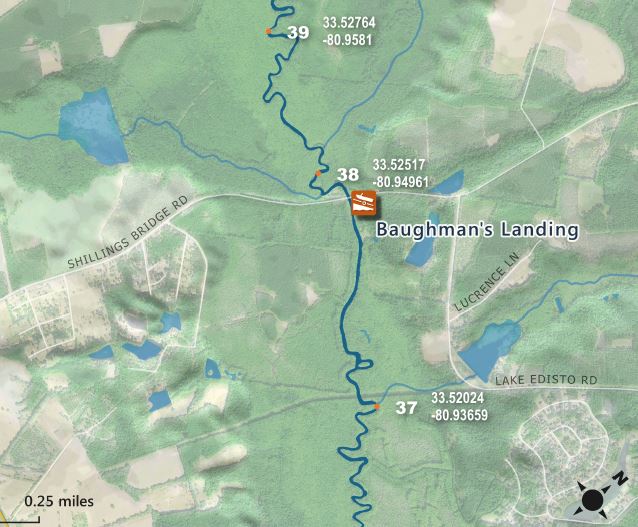 39
33.52764
-80.9581
38
33.52517
-80.94961
Baughman's Landing
SHILLINGS BRIDGE RD
LUCRENCE LN
LAKE EDISTO RD
37
33.52024
-80.93659
0.25 miles
N